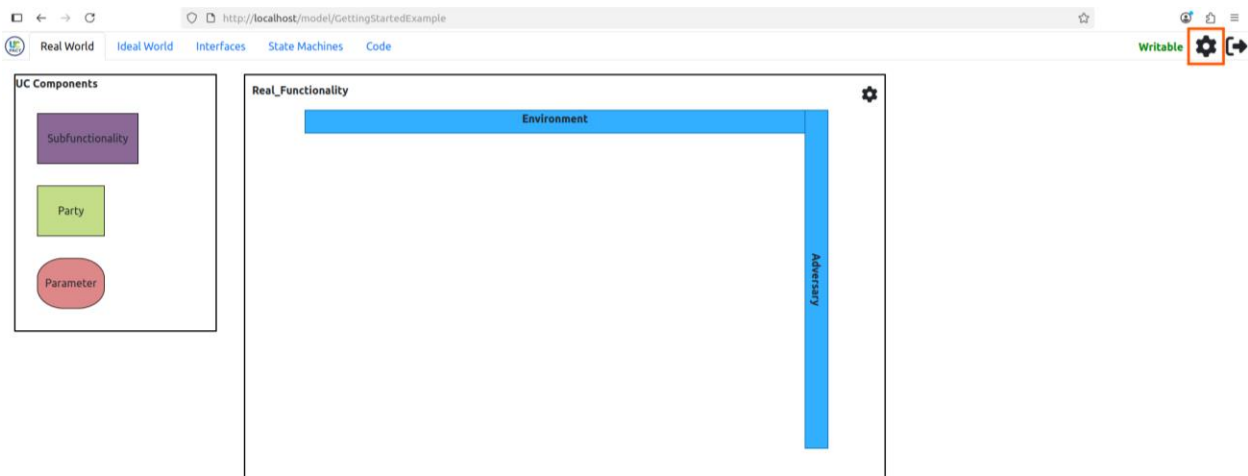 http://localhost/model/GettingStartedExample
Real World Ideal World Interfaces State Machines Code Writable
UC Components
Subfunctionality
Party
Parameter
Real_Functionality
Environment
Adversary